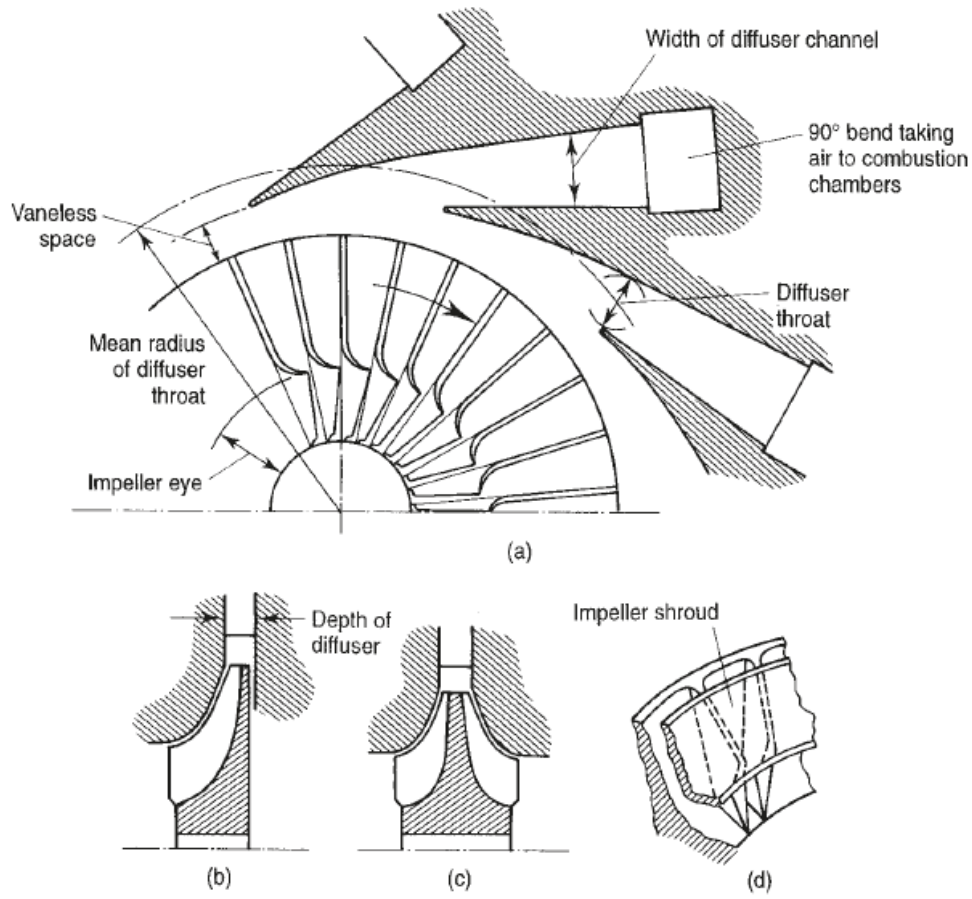 Width of diffuser channel
90° bend taking
air to combustion
chambers
Vaneless
space
Diffuser
throat
Mean radius
of diffuser
throat
Impeller eye
(a)
Depth of
diffuser
Impeller shroud
(b)
(c)
(d)